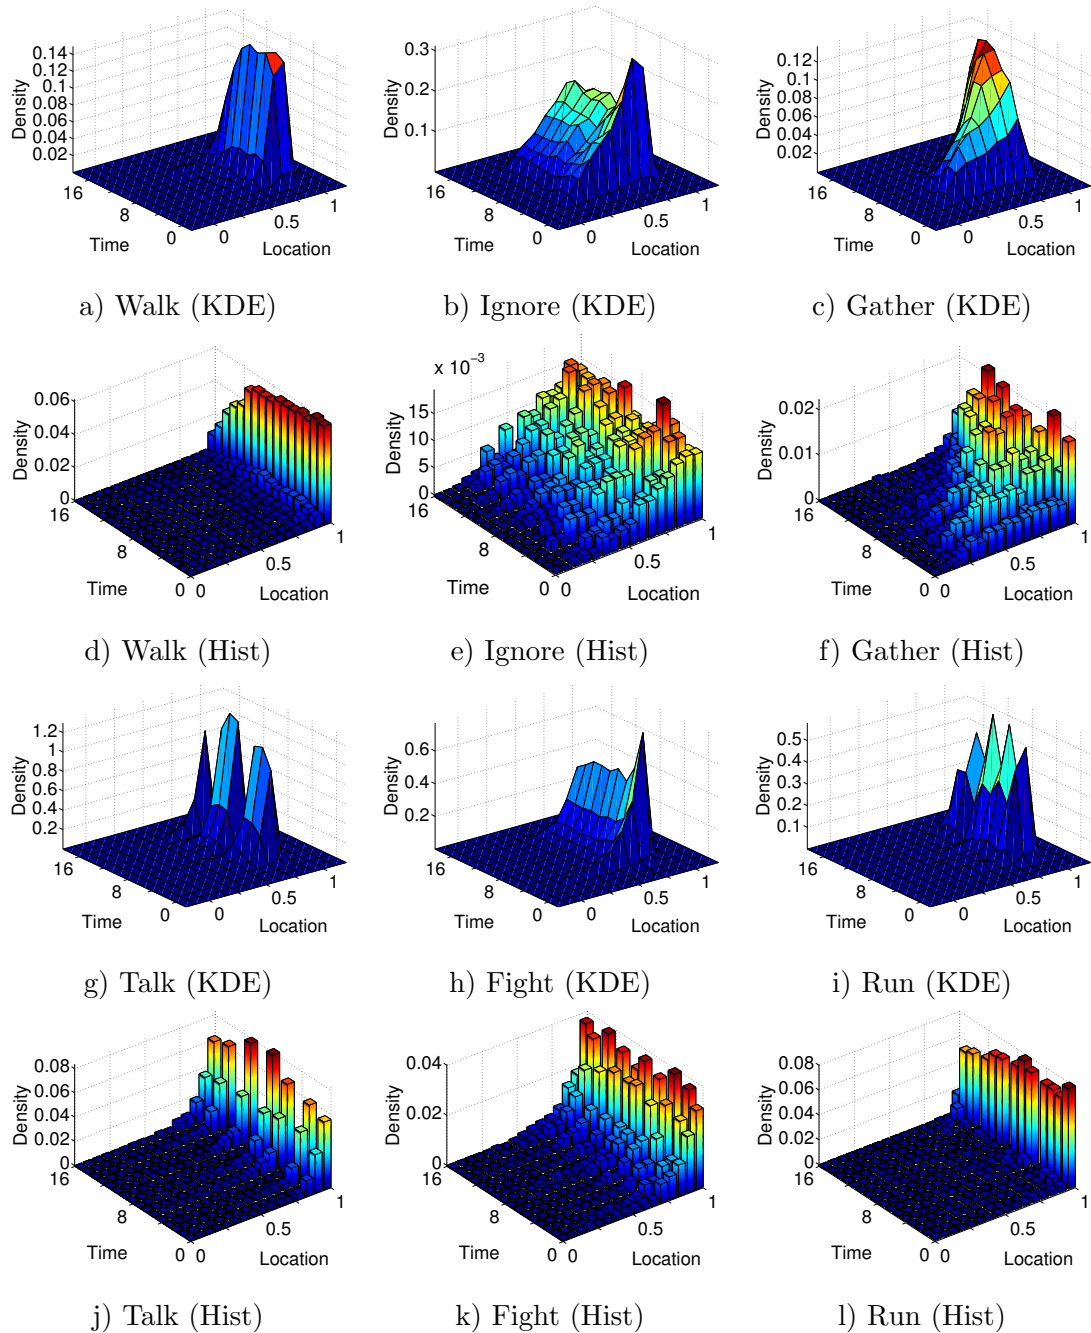 0.14
0.12
0.1
0.08
0.06
0.04
0.02
Density
16
8
0
Time
0
0.5
1
Location
0.3
0.2
0.1
Density
16
8
0
Time
0
0.5
1
Location
0.12
0.1
0.08
0.06
0.04
0.02
Density
16
8
0
Time
0
0.5
1
Location
a) Walk (KDE)
b) Ignore (KDE)
c) Gather (KDE)
0.06
0.04
0.02
0
Density
16
8
0
Time
0
0.5
1
Location
x 10−3
15
10
5
0
Density
16
8
0
Time
0
0.5
1
Location
0.02
0.01
0
Density
16
8
0
Time
0
0.5
1
Location
d) Walk (Hist)
e) Ignore (Hist)
f) Gather (Hist)
1.2
1
0.8
0.6
0.4
0.2
Density
16
8
0
Time
0
0.5
1
Location
0.6
0.4
0.2
Density
16
8
0
Time
0
0.5
1
Location
0.5
0.4
0.3
0.2
0.1
Density
16
8
0
Time
0
0.5
1
Location
g) Talk (KDE)
h) Fight (KDE)
i) Run (KDE)
0.08
0.06
0.04
0.02
0
Density
16
8
0
Time
0
0.5
1
Location
0.04
0.02
0
Density
16
8
0
Time
0
0.5
1
Location
0.08
0.06
0.04
0.02
0
Density
16
8
0
Time
0
0.5
1
Location
j) Talk (Hist)
k) Fight (Hist)
l) Run (Hist)